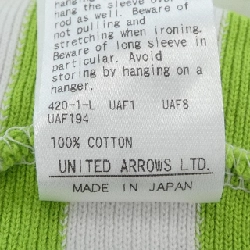 hang the sleeve over
rod as well. Beware of
not pulling and
stretching when ironing.
Beware of long sleeve in
particular. Avoid
storing by hanging on a
hanger.
420-1-L UAF1 UAF8
UAF194
100% COTTON
UNITED ARROWS LTD.
MADE IN JAPAN